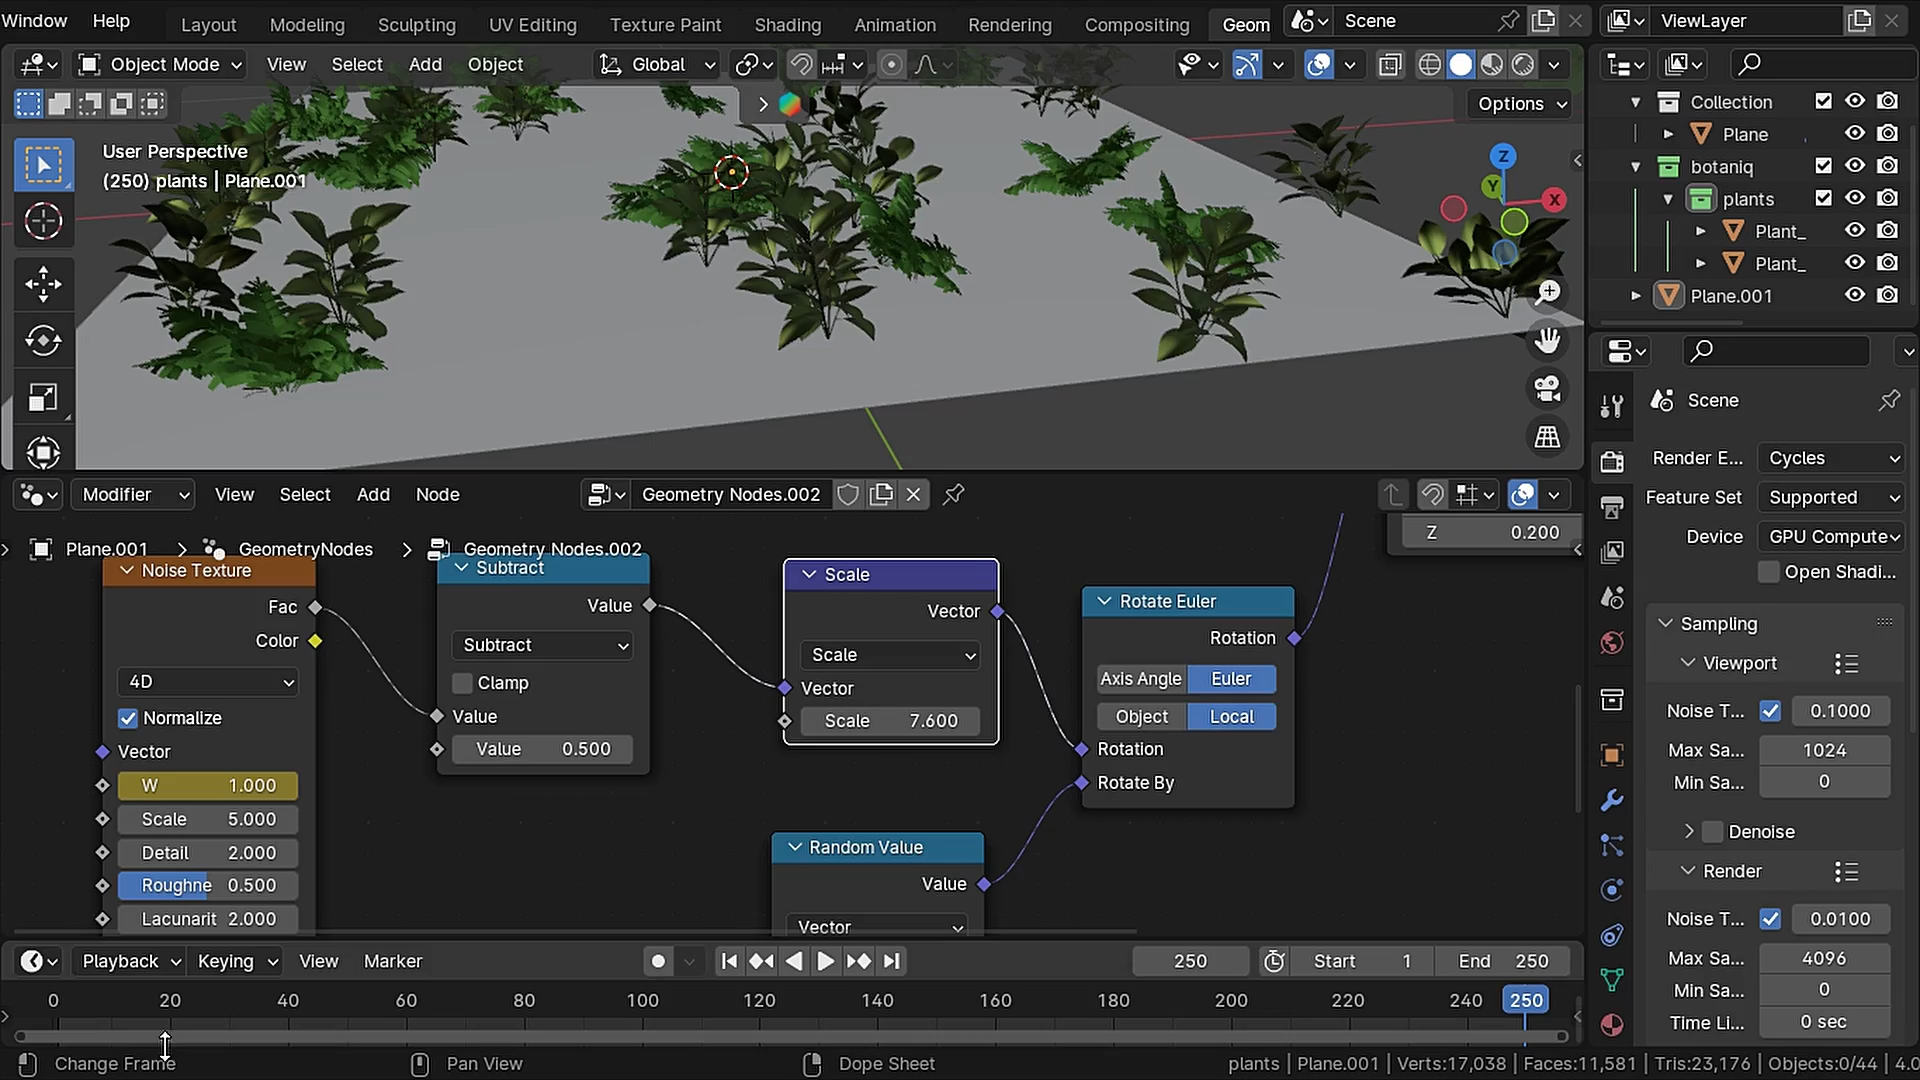 Window Help Layout Modeling Sculpting UV Editing Texture Paint Shading Animation Rendering Compositing Geom Scene ViewLayer
Object Mode View Select Add Object Global
Options
User Perspective
(250) plants | Plane.001
Z
Y
X
Collection
Plane
botaniq
plants
Plant_
Plant_
Plane.001
Modifier View Select Add Node Geometry Nodes.002
Plane.001 GeometryNodes Geometry Nodes.002
Z 0.200
Noise Texture
Fac
Color
4D
Normalize
Vector
W 1.000
Scale 5.000
Detail 2.000
Roughne 0.500
Lacunarit 2.000
Subtract
Value
Subtract
Clamp
Value
Value 0.500
Scale
Vector
Scale
Vector
Scale 7.600
Rotate Euler
Rotation
Axis Angle Euler
Object Local
Rotation
Rotate By
Random Value
Value
Vector
Scene
Render E... Cycles
Feature Set Supported
Device GPU Compute
Open Shadi...
Sampling
Viewport
Noise T... 0.1000
Max Sa... 1024
Min Sa... 0
Denoise
Render
Noise T... 0.0100
Max Sa... 4096
Min Sa... 0
Time Li... 0 sec
Playback Keying View Marker 250 Start 1 End 250
0 20 40 60 80 100 120 140 160 180 200 220 240 250
Change Frame Pan View Dope Sheet plants | Plane.001 | Verts:17,038 | Faces:11,581 | Tris:23,176 | Objects:0/44 | 4.0